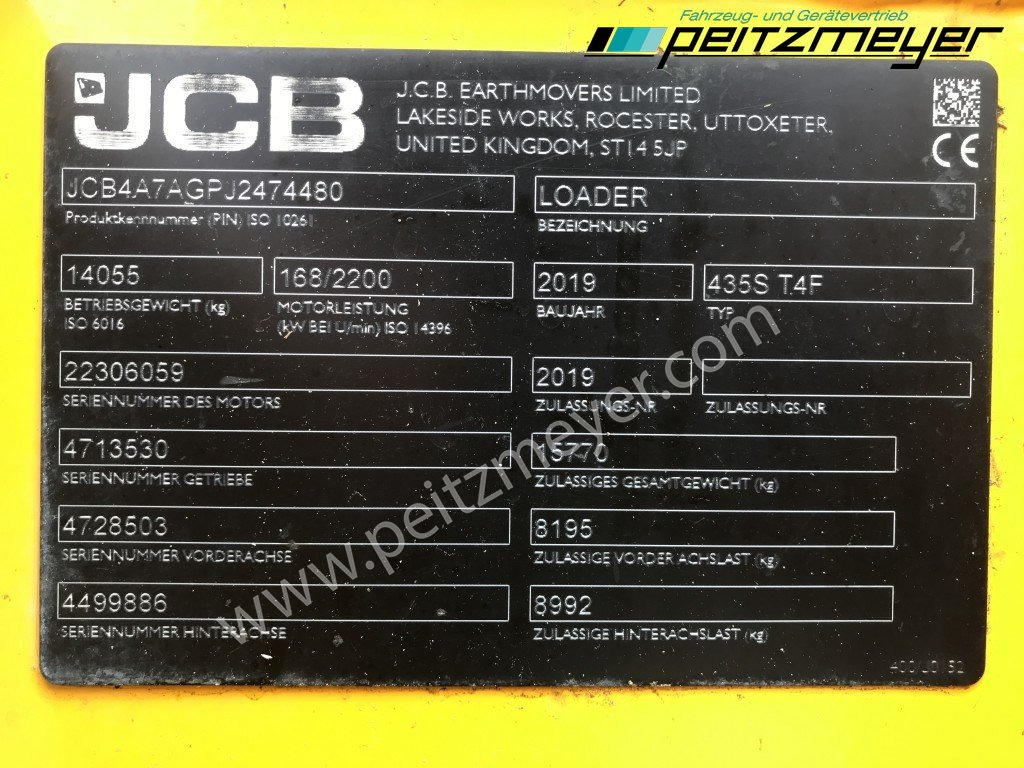 Fahrzeug- und Gerätevertrieb
peitzmeyer
JCB
J.C.B. EARTHMOVERS LIMITED
LAKESIDE WORKS, ROCESTER, UTTOXETER,
UNITED KINGDOM, ST14 5JP
CE
JCB4A7AGPJ2474480
Produktkennnummer (PIN) ISO 10261
LOADER
BEZEICHNUNG
14055
BETRIEBSGEWICHT (kg)
ISO 6016
168/2200
MOTORLEISTUNG
(kW BEI U/min) ISO 14396
2019
BAUJAHR
435S T4F
TYP
22306059
SERIENNUMMER DES MOTORS
2019
ZULASSUNGS-NR
ZULASSUNGS-NR
4713530
SERIENNUMMER GETRIEBE
15770
ZULASSIGES GESAMTGEWICHT (kg)
4728503
SERIENNUMMER VORDERACHSE
8195
ZULASSIGE VORDERACHSLAST (kg)
4499886
SERIENNUMMER HINTERACHSE
8992
ZULASSIGE HINTERACHSLAST (kg)
www.peitzmeyer.com